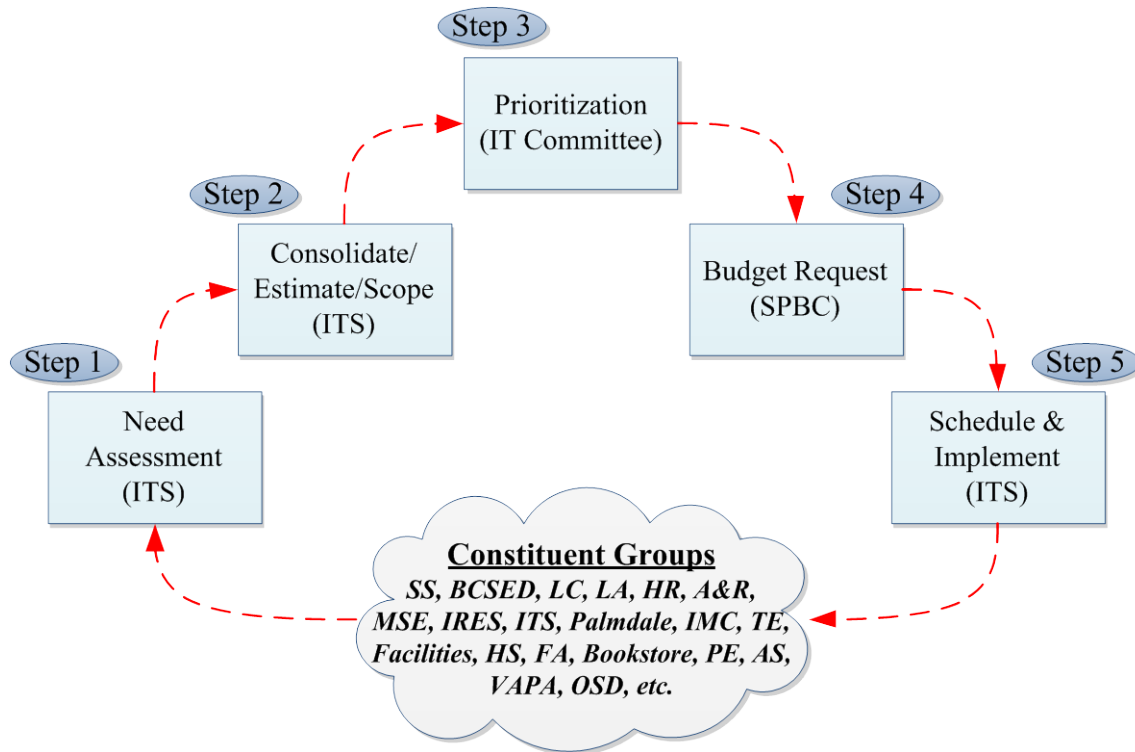 Step 1
Need
Assessment
(ITS)
Step 2
Consolidate/
Estimate/Scope
(ITS)
Step 3
Prioritization
(IT Committee)
Step 4
Budget Request
(SPBC)
Step 5
Schedule &
Implement
(ITS)
Constituent Groups
SS, BCSED, LC, LA, HR, A&R,
MSE, IRES, ITS, Palmdale, IMC, TE,
Facilities, HS, FA, Bookstore, PE, AS,
VAPA, OSD, etc.